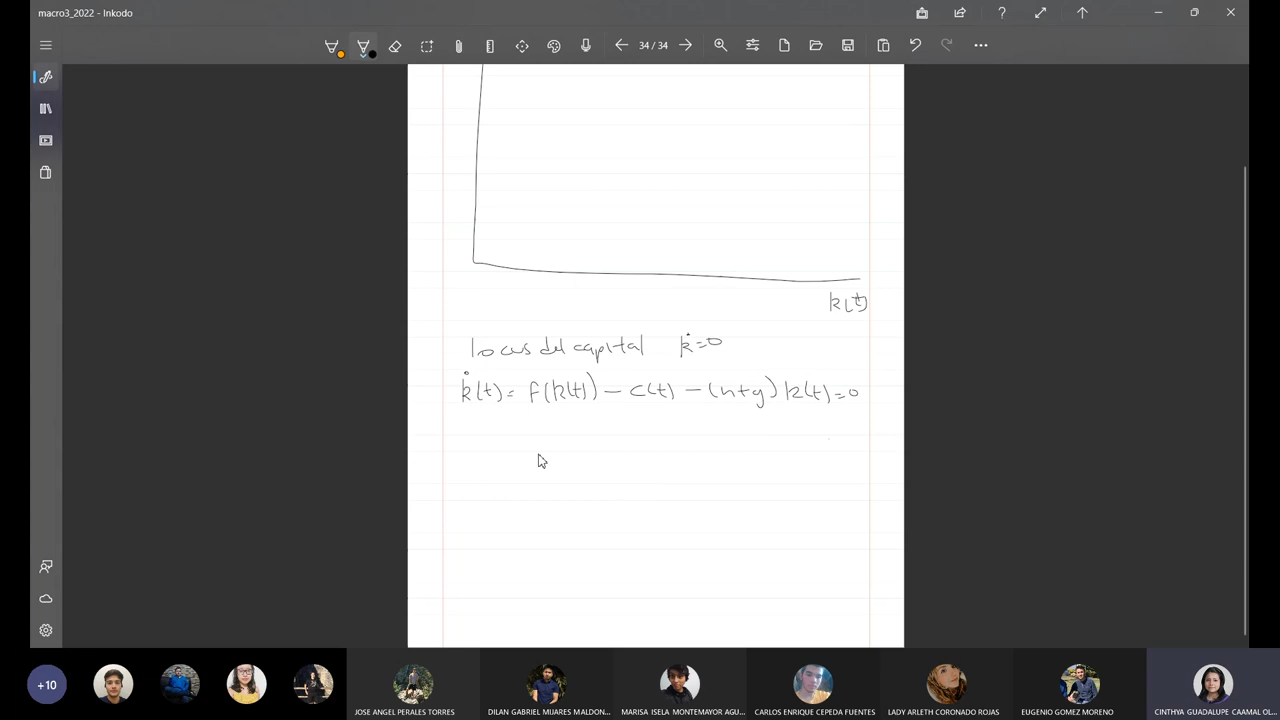 macro3_2022 - Inkodo
34 / 34
k(t)
locus del capital k̇=0
k̇(t)= f(k(t)) - c(t) - (n+g) k(t)=0
+10
JOSE ANGEL PERALES TORRES
DILAN GABRIEL MIJARES MALDON...
MARISA ISELA MONTEMAYOR AGU...
CARLOS ENRIQUE CEPEDA FUENTES
LADY ARLETH CORONADO ROJAS
EUGENIO GOMEZ MORENO
CINTHYA GUADALUPE CAAMAL OL...